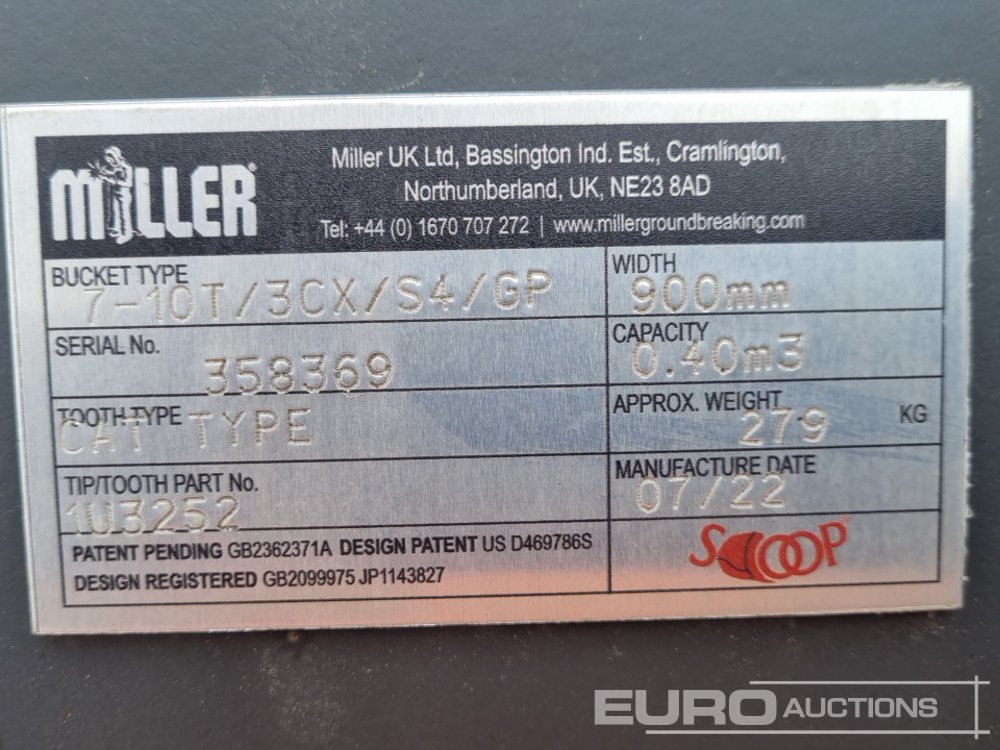 MILLER®
Miller UK Ltd, Bassington Ind. Est., Cramlington,
Northumberland, UK, NE23 8AD
Tel: +44 (0) 1670 707 272 | www.millergroundbreaking.com
BUCKET TYPE
7-10T/3CX/S4/GP
WIDTH
900mm
SERIAL No.
358369
CAPACITY
0.40m3
TOOTH TYPE
CAT TYPE
APPROX. WEIGHT
279 KG
TIP/TOOTH PART No.
1U3252
MANUFACTURE DATE
07/22
PATENT PENDING GB2362371A DESIGN PATENT US D469786S
DESIGN REGISTERED GB2099975 JP1143827
SCOOP
EURO AUCTIONS